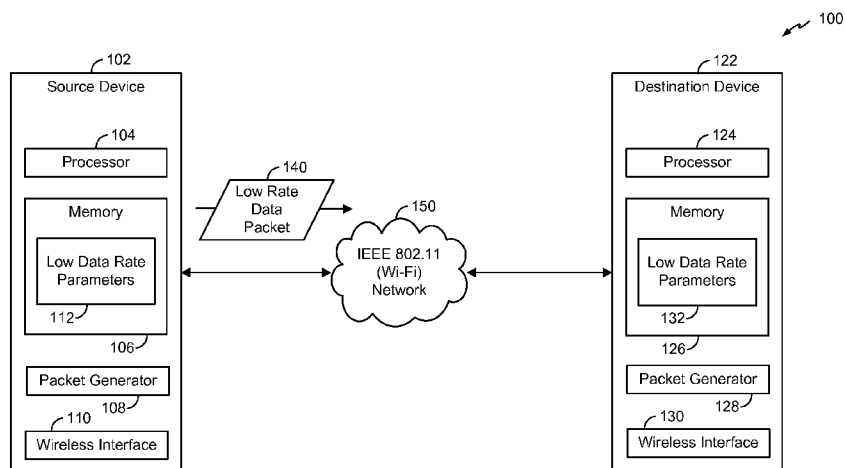 100
102
Source Device
104
Processor
Memory
Low Data Rate
Parameters
112
106
Packet Generator
108
110
Wireless Interface
140
Low Rate
Data
Packet
150
IEEE 802.11
(Wi-Fi)
Network
122
Destination Device
124
Processor
Memory
Low Data Rate
Parameters
132
126
Packet Generator
128
130
Wireless Interface